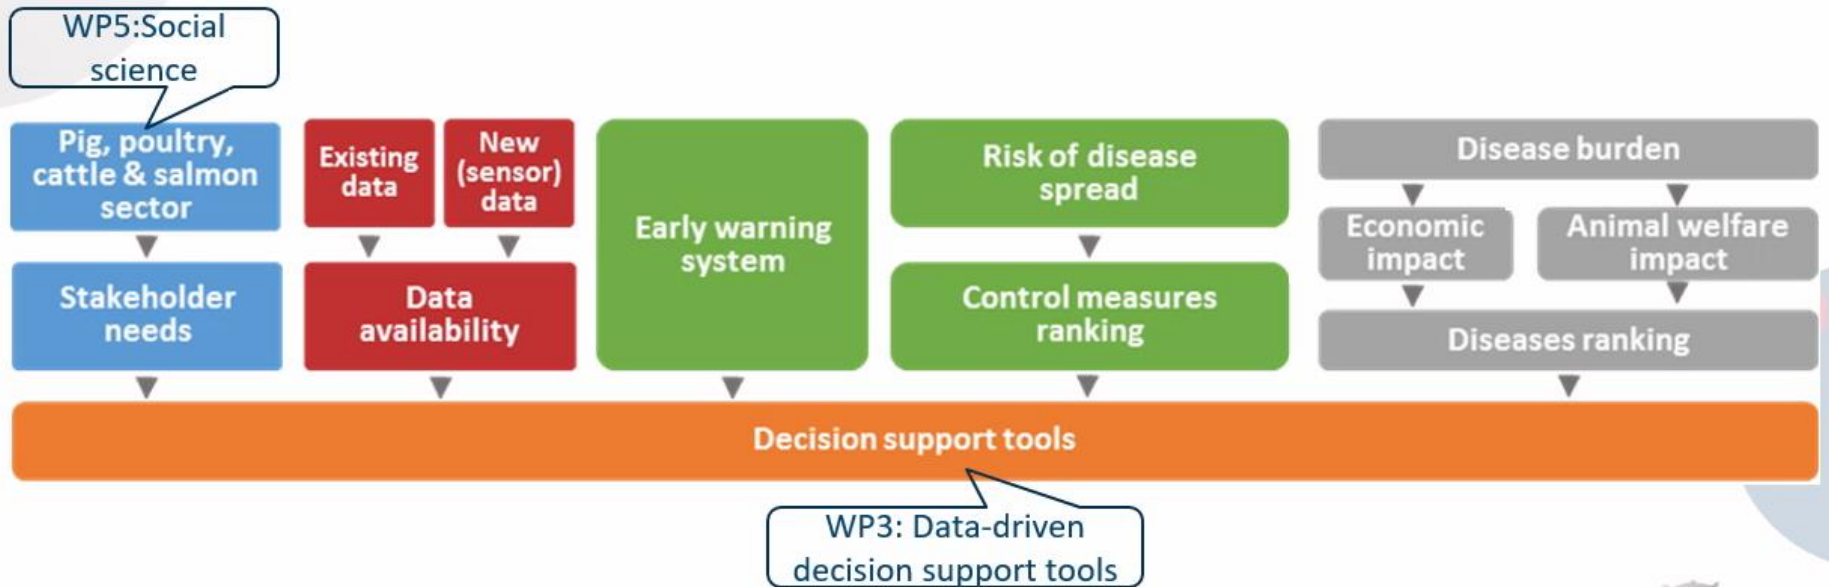 WP5:Social
science
Pig, poultry,
cattle & salmon
sector
Existing
data
New
(sensor)
data
Early warning
system
Risk of disease
spread
Disease burden
Economic
impact
Animal welfare
impact
Stakeholder
needs
Data
availability
Control measures
ranking
Diseases ranking
Decision support tools
WP3: Data-driven
decision support tools